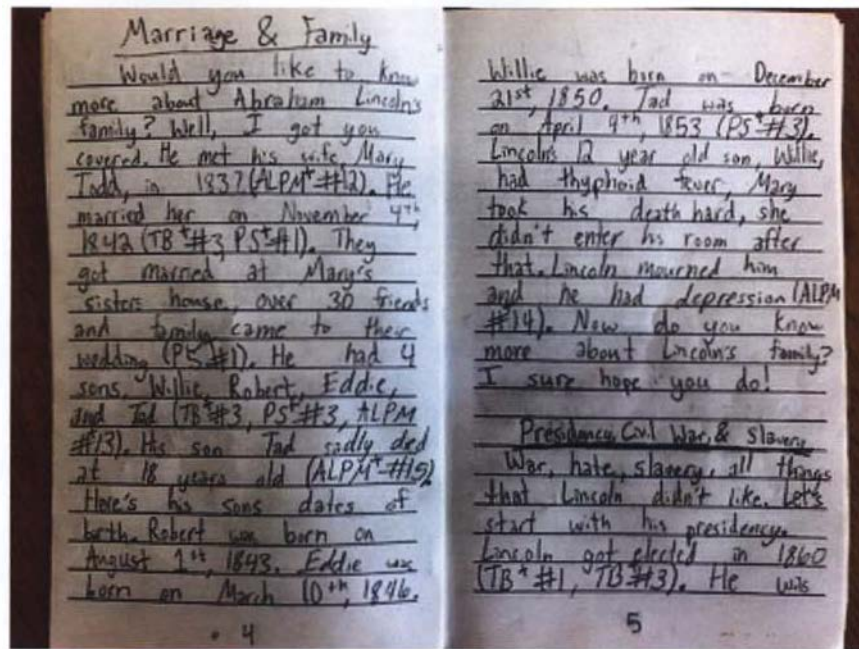 Marriage & Family
Would you like to know
more about Abraham Lincoln's
family? Well, I got you
covered. He met his wife, Mary
Todd, in 1837 (ALPM* #12). He
married her on November 4th,
1842 (TB* #3, PS* #1). They
got married at Mary's
sisters house, over 30 friends
and family came to their
wedding (PS #1). He had 4
sons, Willie, Robert, Eddie,
and Tad (TB* #3, PS* #3, ALPM
#13). His son Tad sadly died
at 18 years old (ALPM* #15).
Here's his sons dates of
birth. Robert was born on
August 1st, 1843. Eddie was
born on March 10th, 1846.
4
Willie was born on December
21st, 1850. Tad was born
on April 4th, 1853 (PS* #3).
Lincoln's 12 year old son, Willie,
had thyphoid fever, Mary
took his death hard, she
didn't enter his room after
that. Lincoln mourned him
and he had depression (ALPM
#14). Now do you know
more about Lincoln's family?
I sure hope you do!
Presidency, Civil War, & Slavery
War, hate, slavery, all things
that Lincoln didn't like. Let's
start with his presidency.
Lincoln got elected in 1860
(TB* #1, TB #3). He was
5